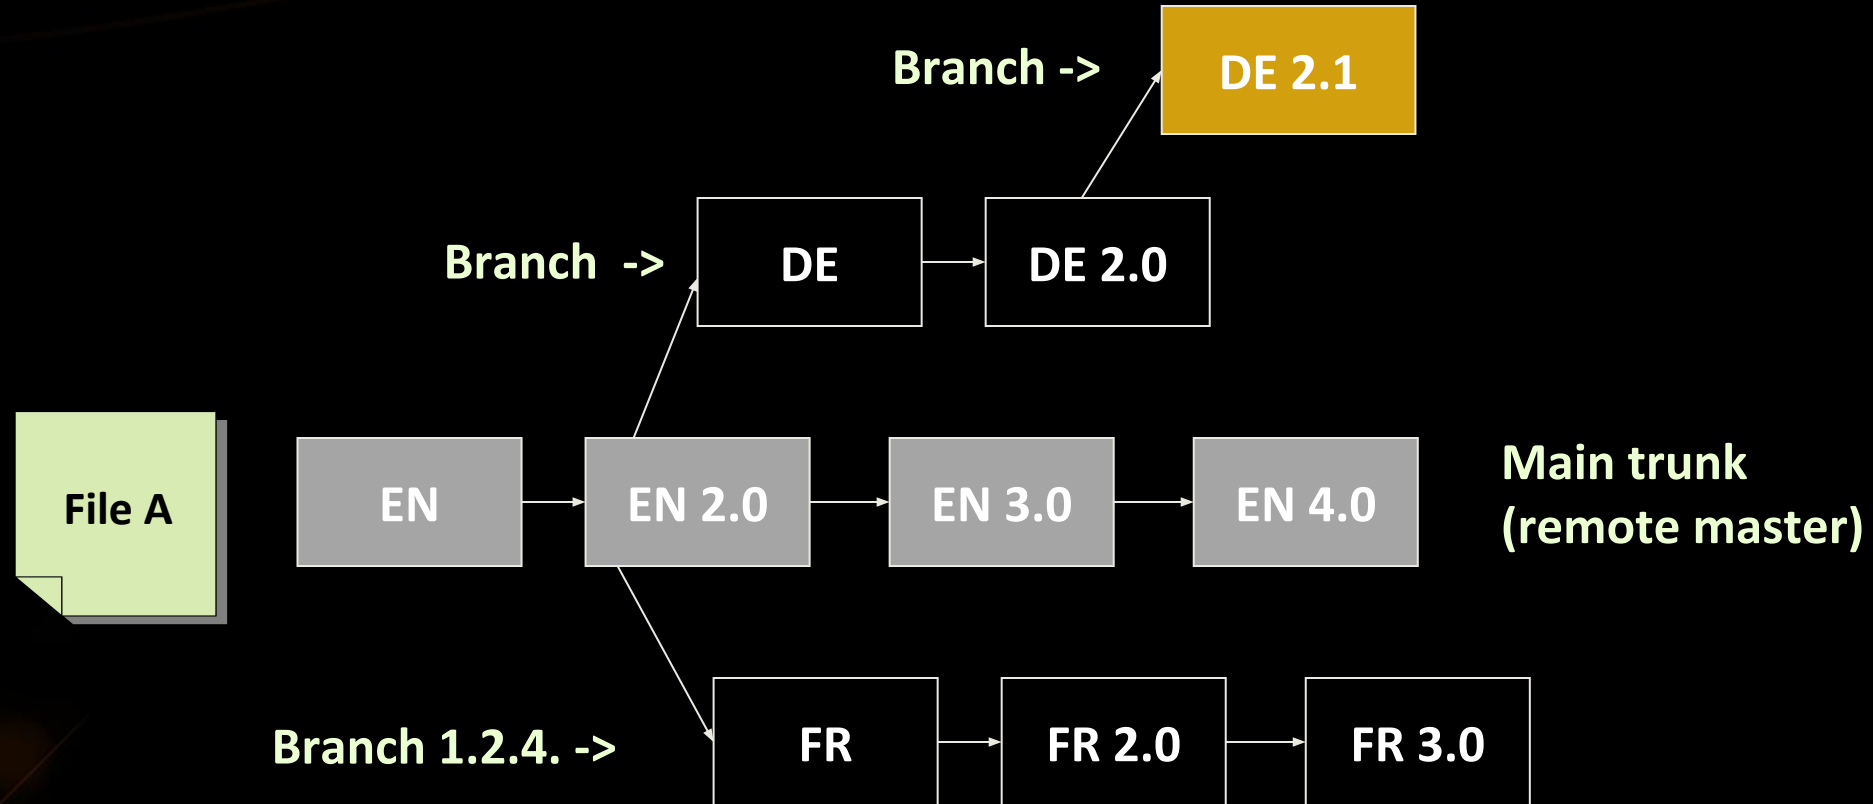 Branch ->
DE 2.1
Branch ->
DE
DE 2.0
File A
EN
EN 2.0
EN 3.0
EN 4.0
Main trunk
(remote master)
Branch 1.2.4. ->
FR
FR 2.0
FR 3.0